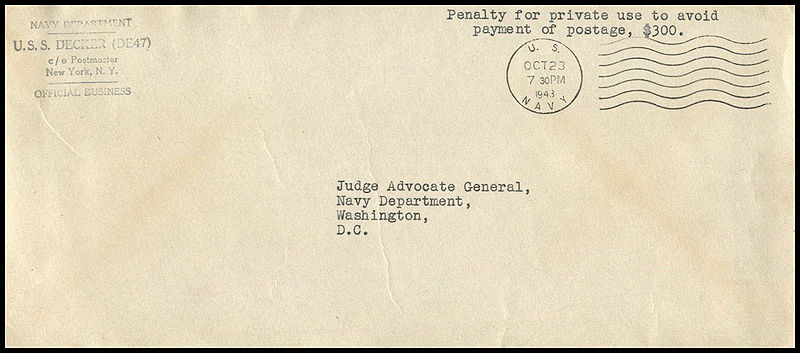 NAVY DEPARTMENT
U.S.S. DECKER (DE47)
c/o Postmaster
New York, N. Y.
OFFICIAL BUSINESS
Penalty for private use to avoid
payment of postage, $300.
U. S.
OCT 23
7 30 PM
1943
NAVY
Judge Advocate General,
Navy Department,
Washington,
D.C.